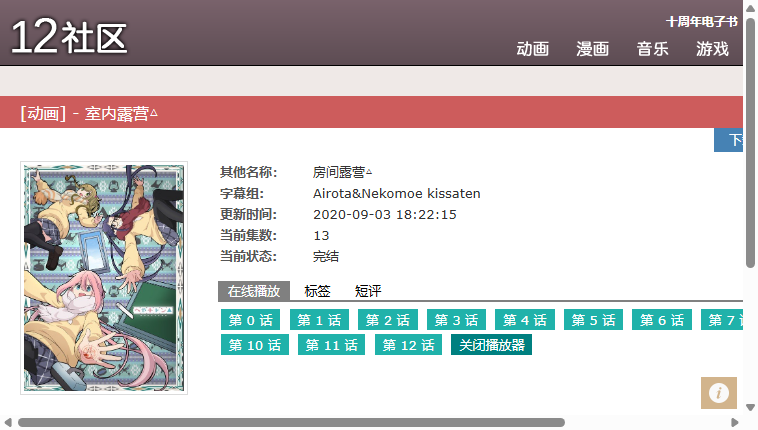 12社区
十周年电子书
动画 漫画 音乐 游戏
[动画] - 室内露营△
其他名称: 房间露营△
字幕组: Airota&Nekomoe kissaten
更新时间: 2020-09-03 18:22:15
当前集数: 13
当前状态: 完结
在线播放 标签 短评
第 0 话 第 1 话 第 2 话 第 3 话 第 4 话 第 5 话 第 6 话 第 7
第 10 话 第 11 话 第 12 话 关闭播放器
へやキャン△